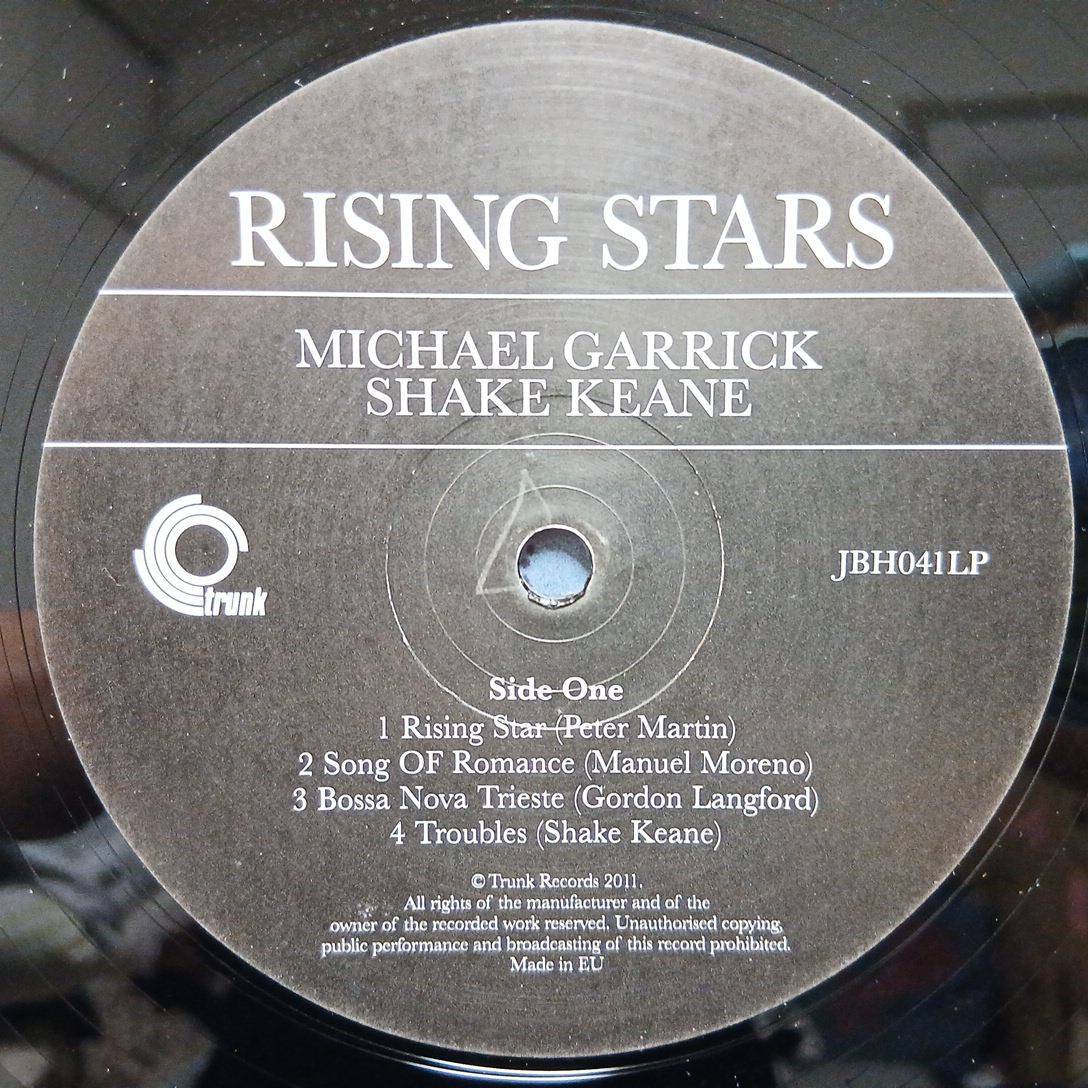 RISING STARS
MICHAEL GARRICK
SHAKE KEANE
trunk
JBH041LP
Side One
1 Rising Star (Peter Martin)
2 Song OF Romance (Manuel Moreno)
3 Bossa Nova Trieste (Gordon Langford)
4 Troubles (Shake Keane)
© Trunk Records 2011.
All rights of the manufacturer and of the
owner of the recorded work reserved. Unauthorised copying,
public performance and broadcasting of this record prohibited.
Made in EU